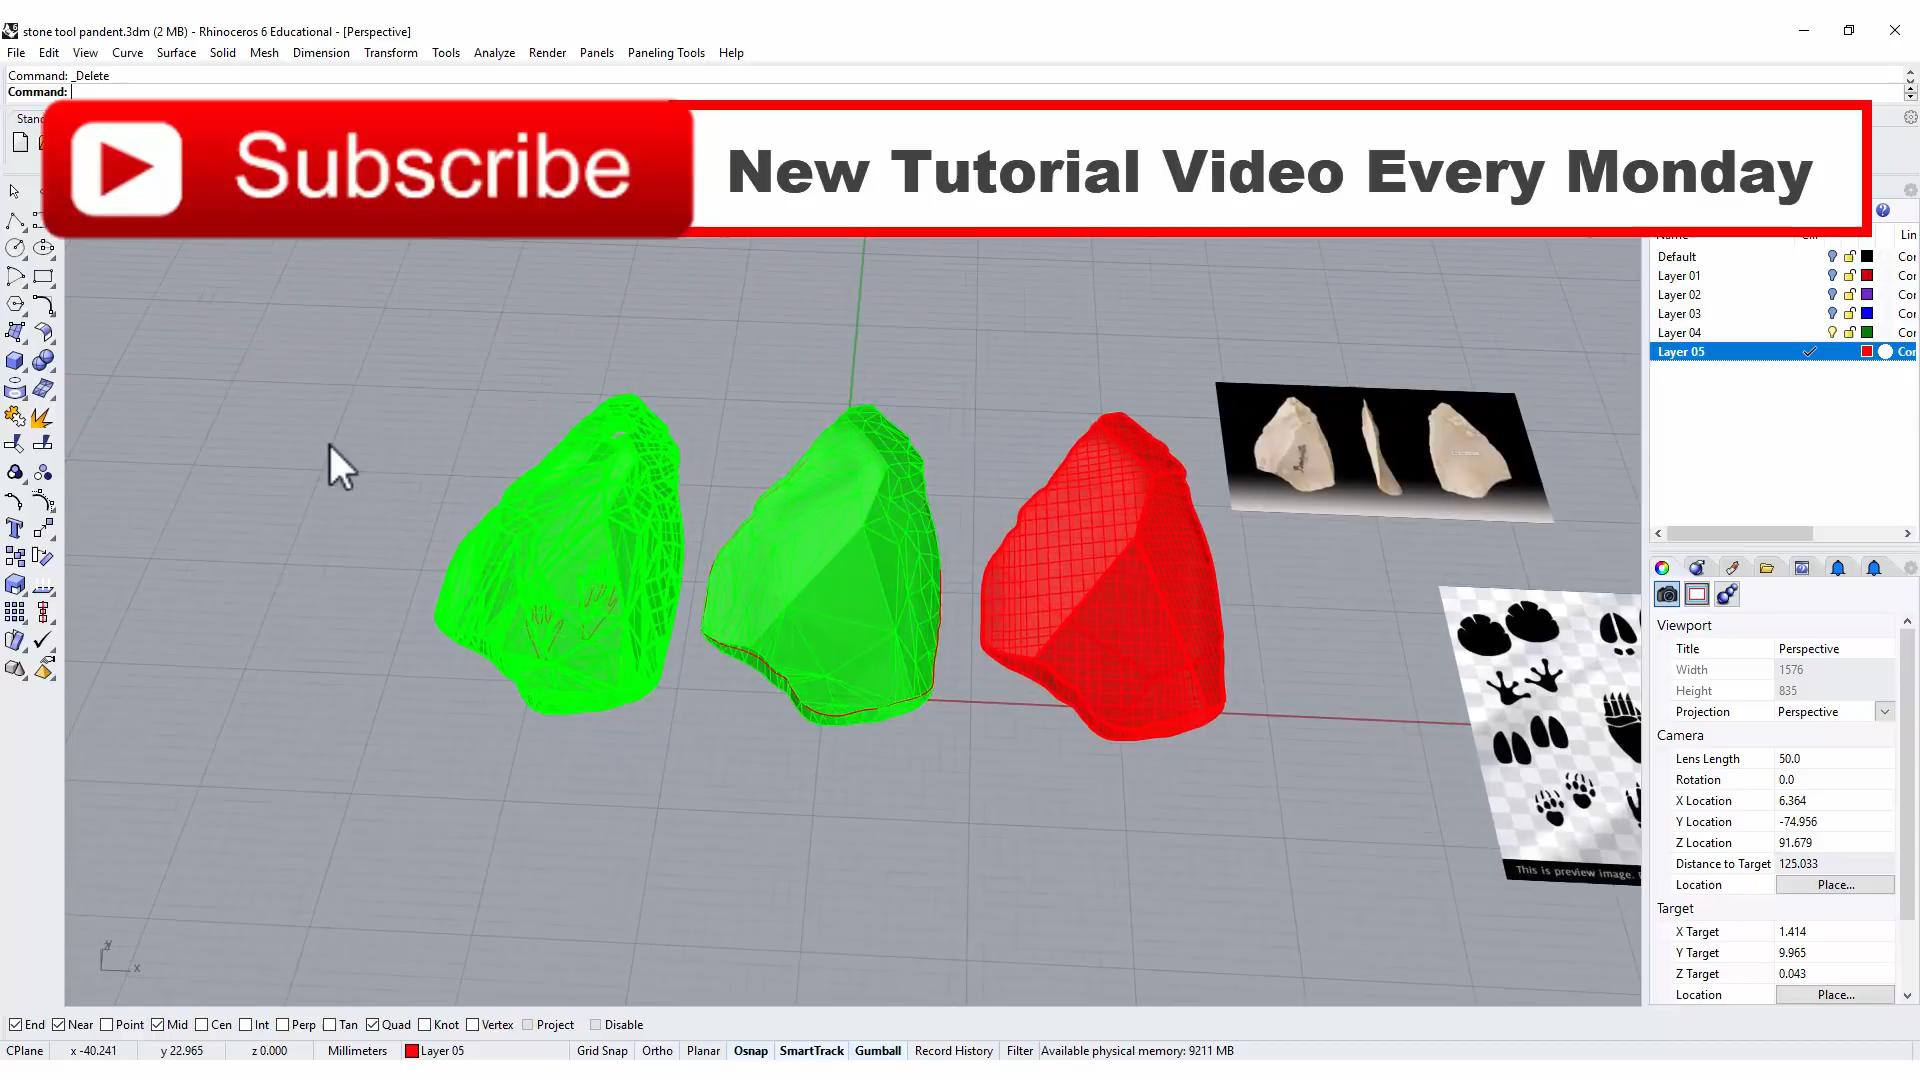 stone tool pandent.3dm (2 MB) - Rhinoceros 6 Educational - [Perspective]
File Edit View Curve Surface Solid Mesh Dimension Transform Tools Analyze Render Panels Paneling Tools Help
Command: _Delete
Command:
Subscribe New Tutorial Video Every Monday
Default
Layer 01
Layer 02
Layer 03
Layer 04
Layer 05
Viewport
Title Perspective
Width 1576
Height 835
Projection Perspective
Camera
Lens Length 50.0
Rotation 0.0
X Location 6.364
Y Location -74.956
Z Location 91.679
Distance to Target 125.033
Location Place...
Target
X Target 1.414
Y Target 9.965
Z Target 0.043
Location Place...
This is preview image.
y
x
End Near Point Mid Cen Int Perp Tan Quad Knot Vertex Project Disable
CPlane x -40.241 y 22.965 z 0.000 Millimeters Layer 05 Grid Snap Ortho Planar Osnap SmartTrack Gumball Record History Filter Available physical memory: 9211 MB